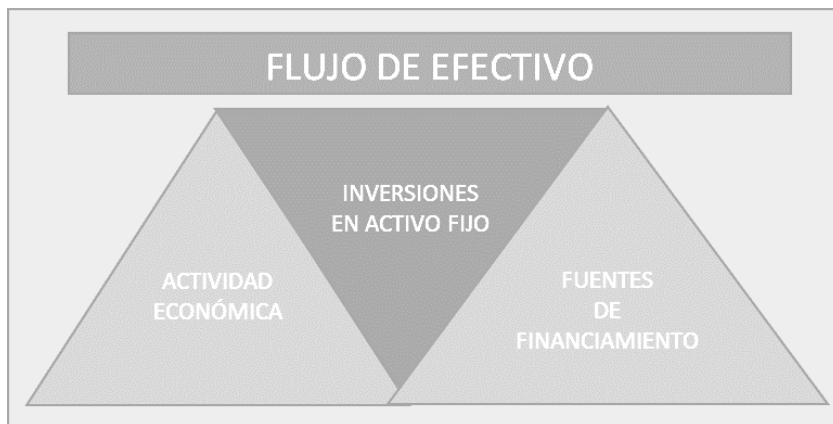 FLUJO DE EFECTIVO
INVERSIONES
EN ACTIVO FIJO
ACTIVIDAD
ECONÓMICA
FUENTES
DE
FINANCIAMIENTO